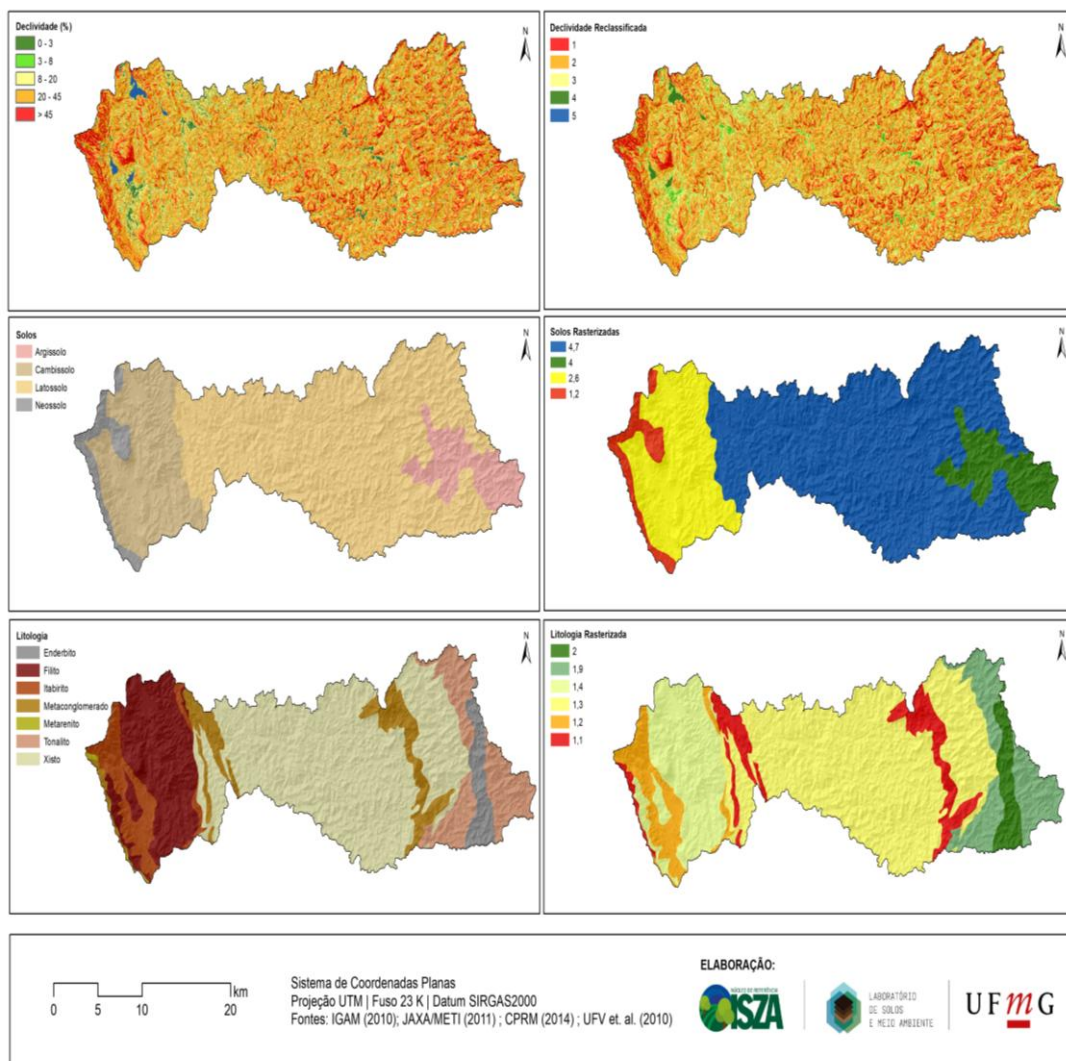 Declividade (%)
0 - 3
3 - 8
8 - 20
20 - 45
> 45
N
Declividade Reclassificada
1
2
3
4
5
N
Solos
Argissolo
Cambissolo
Latossolo
Neossolo
N
Solos Rasterizadas
4,7
4
2,6
1,2
N
Litologia
Enderbito
Filito
Itabirito
Metaconglomerado
Metarenito
Tonalito
Xisto
N
Litologia Rasterizada
2
1,9
1,4
1,3
1,2
1,1
N
0 5 10 20 km
Sistema de Coordenadas Planas
Projeção UTM | Fuso 23 K | Datum SIRGAS2000
Fontes: IGAM (2010); JAXA/METI (2011) ; CPRM (2014) ; UFV et. al. (2010)
ELABORAÇÃO:
NÚCLEO DE REFERÊNCIA
ISZA
LABORATÓRIO
DE SOLOS
E MEIO AMBIENTE
UFmG